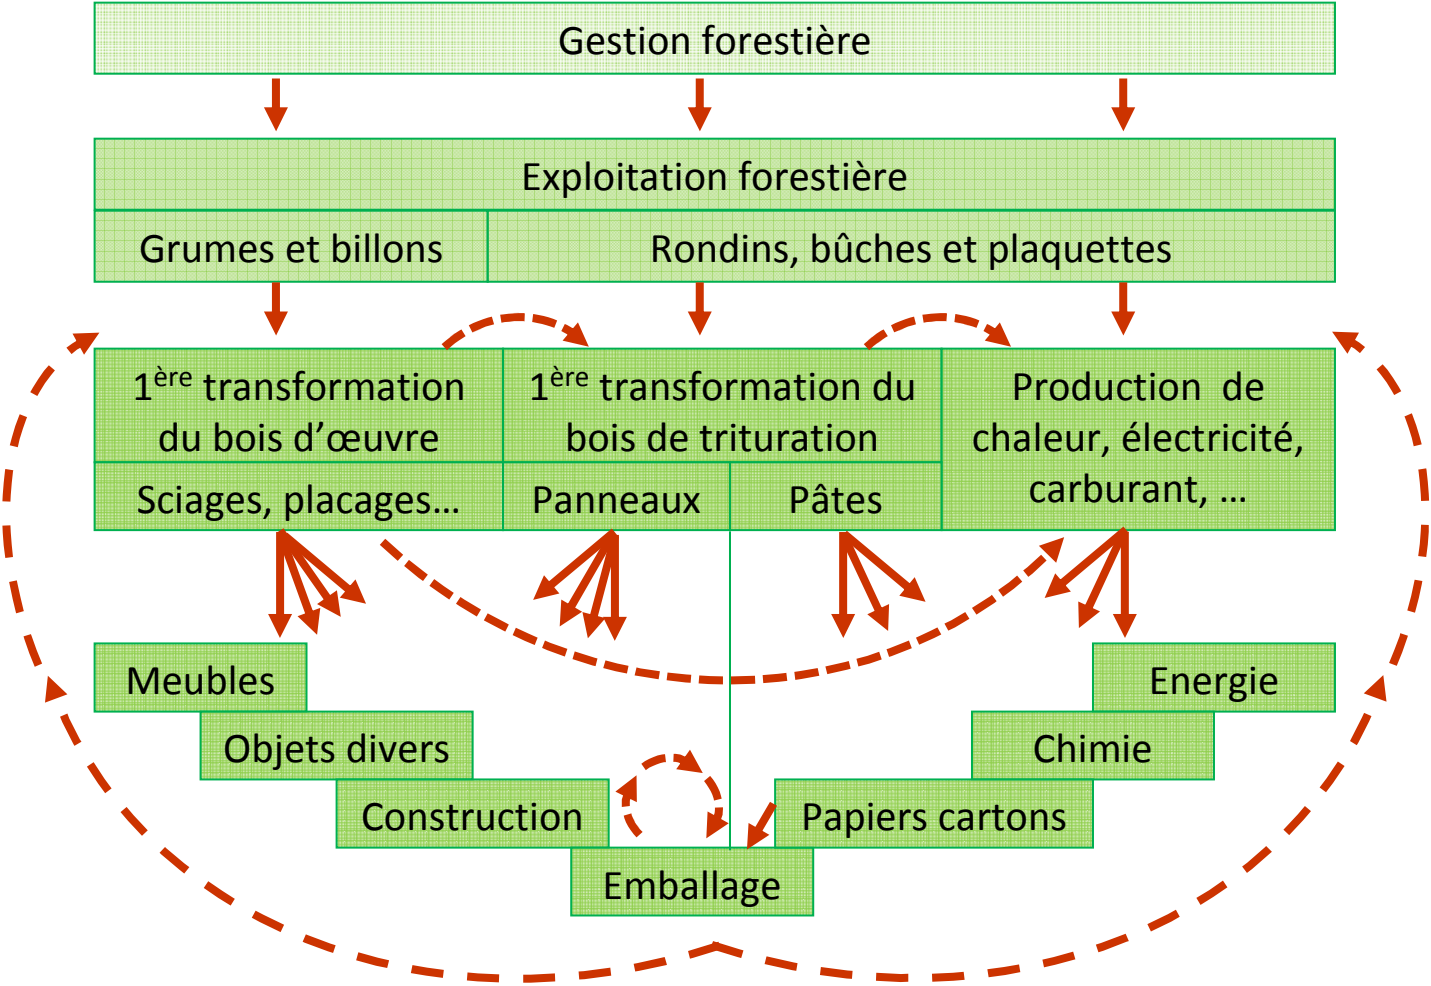 Gestion forestière
Exploitation forestière
Grumes et billons
Rondins, bûches et plaquettes
1ère transformation
du bois d’œuvre
1ère transformation du
bois de trituration
Production de
chaleur, électricité,
carburant, ...
Sciages, placages...
Panneaux
Pâtes
Meubles
Energie
Objets divers
Chimie
Construction
Papiers cartons
Emballage